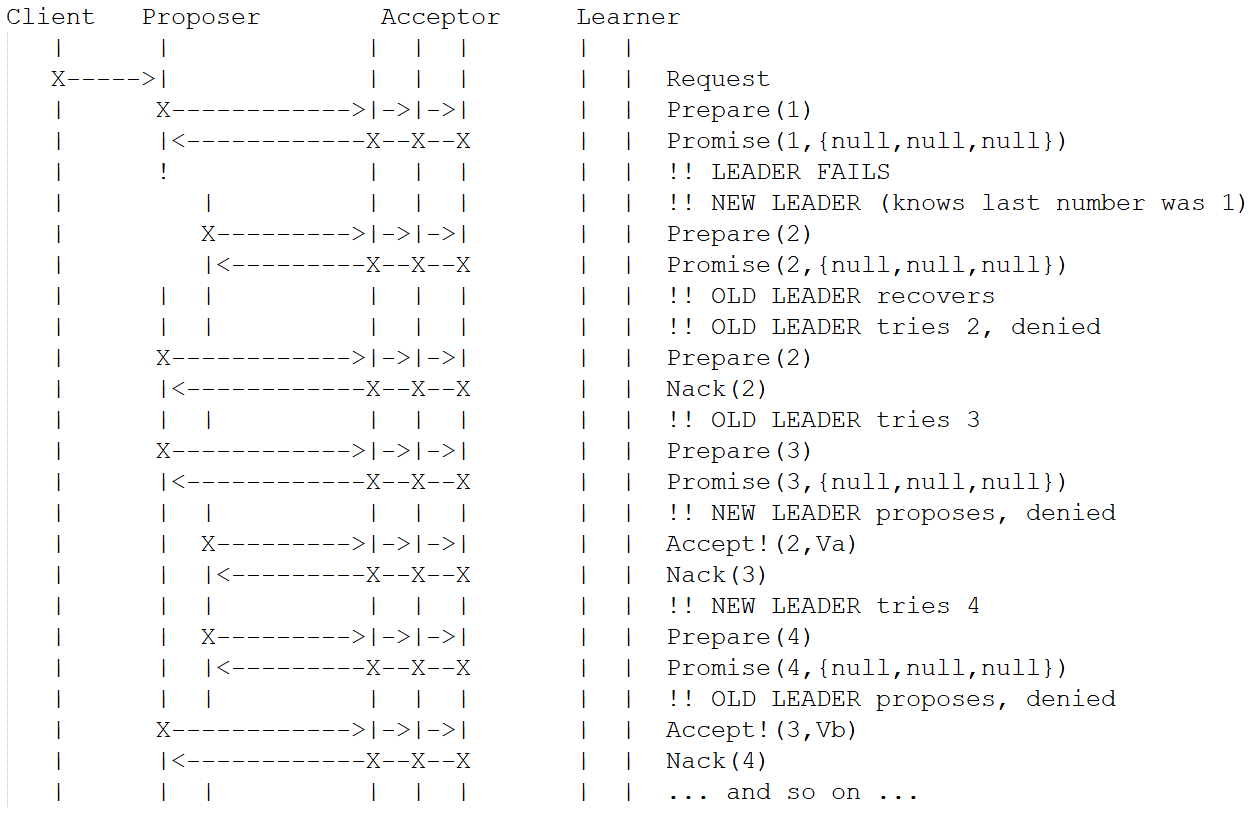 Client   Proposer        Acceptor     Learner
   |      |             |  |  |       |  |
   X----->|             |  |  |       |  |  Request
   |      X------------>|->|->|       |  |  Prepare(1)
   |      |<------------X--X--X       |  |  Promise(1,{null,null,null})
   |      !             |  |  |       |  |  !! LEADER FAILS
   |         |          |  |  |       |  |  !! NEW LEADER (knows last number was 1)
   |         X--------->|->|->|       |  |  Prepare(2)
   |         |<---------X--X--X       |  |  Promise(2,{null,null,null})
   |      |  |          |  |  |       |  |  !! OLD LEADER recovers
   |      |  |          |  |  |       |  |  !! OLD LEADER tries 2, denied
   |      X------------>|->|->|       |  |  Prepare(2)
   |      |<------------X--X--X       |  |  Nack(2)
   |      |  |          |  |  |       |  |  !! OLD LEADER tries 3
   |      X------------>|->|->|       |  |  Prepare(3)
   |      |<------------X--X--X       |  |  Promise(3,{null,null,null})
   |      |  |          |  |  |       |  |  !! NEW LEADER proposes, denied
   |      |  X--------->|->|->|       |  |  Accept!(2,Va)
   |      |  |<---------X--X--X       |  |  Nack(3)
   |      |  |          |  |  |       |  |  !! NEW LEADER tries 4
   |      |  X--------->|->|->|       |  |  Prepare(4)
   |      |  |<---------X--X--X       |  |  Promise(4,{null,null,null})
   |      |  |          |  |  |       |  |  !! OLD LEADER proposes, denied
   |      X------------>|->|->|       |  |  Accept!(3,Vb)
   |      |<------------X--X--X       |  |  Nack(4)
   |      |  |          |  |  |       |  |  ... and so on ...